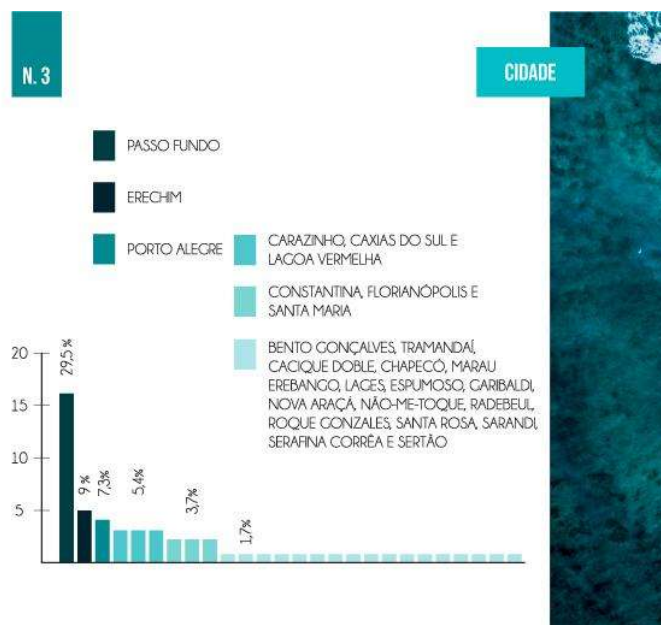 N. 3
CIDADE
PASSO FUNDO
ERECHIM
PORTO ALEGRE
CARAZINHO, CAXIAS DO SUL E
LAGOA VERMELHA
CONSTANTINA, FLORIANÓPOLIS E
SANTA MARIA
BENTO GONÇALVES, TRAMANDAÍ,
CACIQUE DOBLE, CHAPECÓ, MARAU
EREBANGO, LAGES, ESPUMOSO, GARIBALDI,
NOVA ARAÇÁ, NÃO-ME-TOQUE, RADEBEUL,
ROQUE GONZALES, SANTA ROSA, SARANDI,
SERAFINA CORRÊA E SERTÃO
20
15
10
5
29,5 %
9 %
7,3%
5,4%
3,7%
1,7%